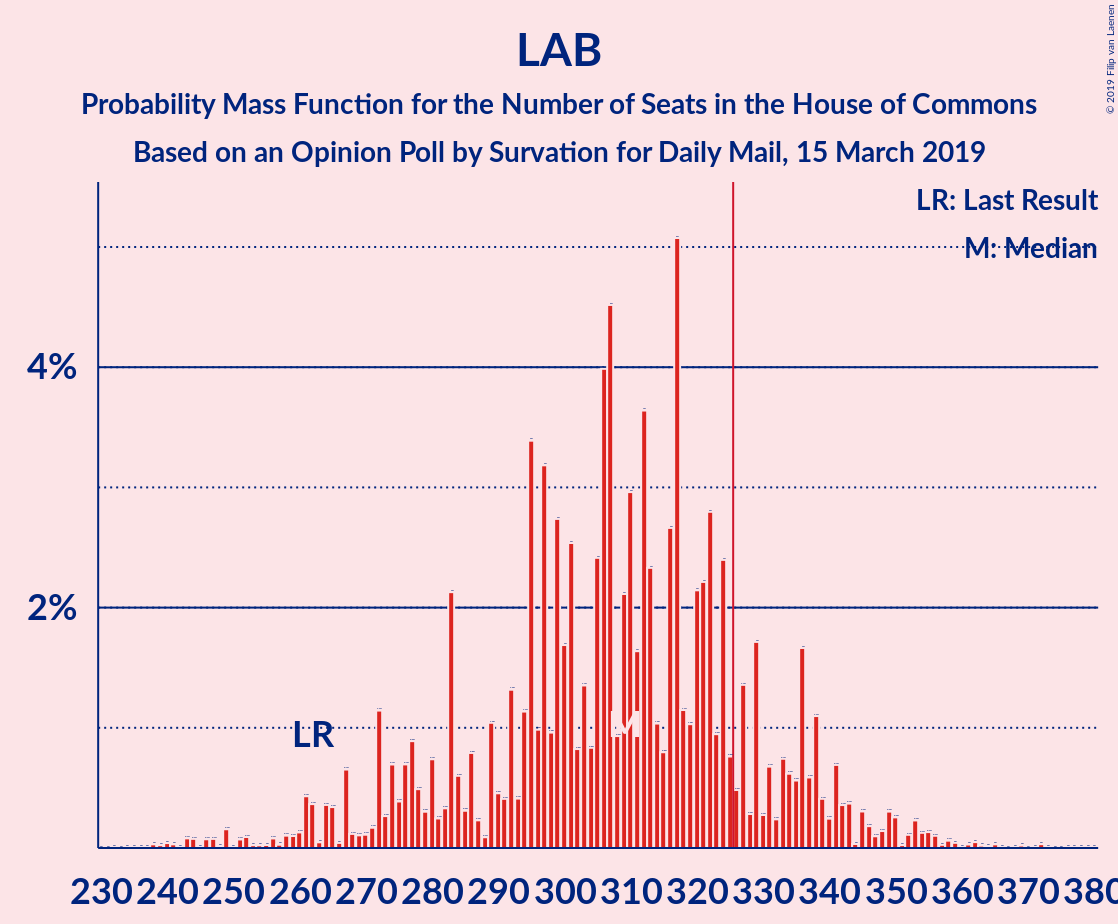 LAB
Probability Mass Function for the Number of Seats in the House of Commons
Based on an Opinion Poll by Survation for Daily Mail, 15 March 2019
© 2019 Filip van Laenen
LR: Last Result
M: Median
4%
2%
LR
M
230 240 250 260 270 280 290 300 310 320 330 340 350 360 370 380